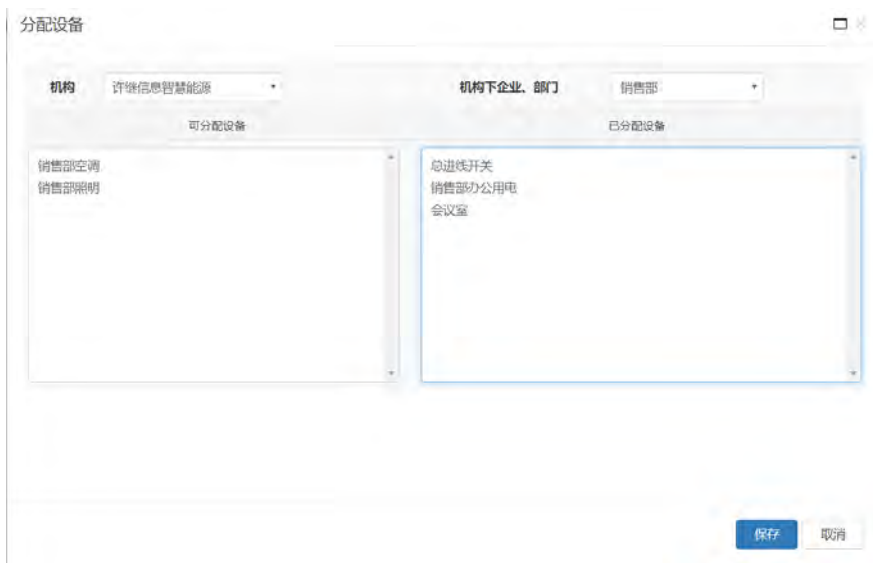 分配设备
机构 许继信息智慧能源 机构下企业、部门 销售部
可分配设备 已分配设备
销售部空调
销售部照明
总进线开关
销售部办公用电
会议室
保存 取消